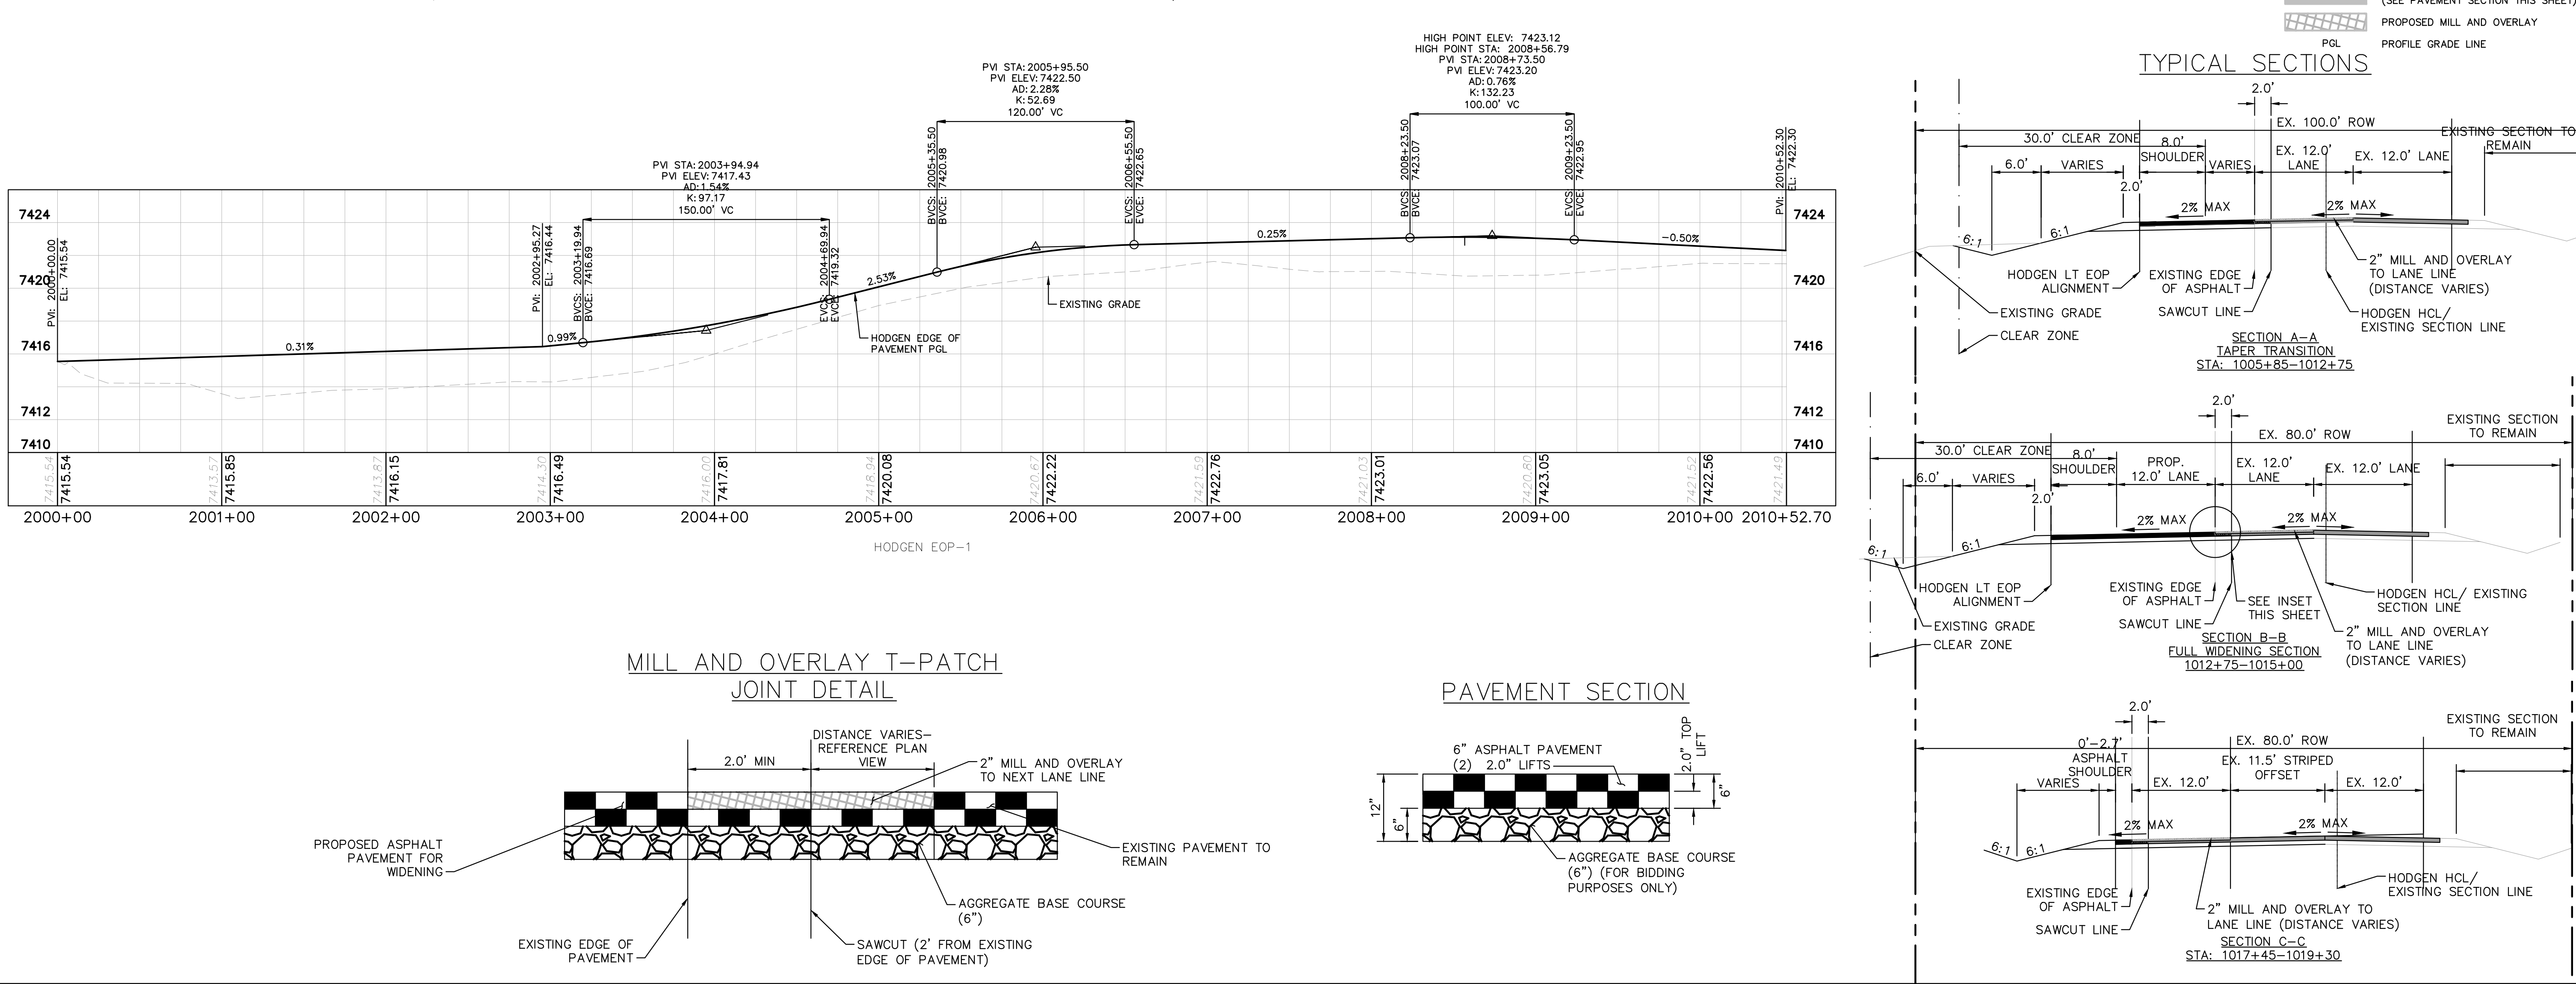 (SEE PAVEMENT SECTION THIS SHEET)
PROPOSED MILL AND OVERLAY
PGL PROFILE GRADE LINE
HIGH POINT ELEV: 7423.12
HIGH POINT STA: 2008+56.79
PVI STA: 2008+73.50
PVI ELEV: 7423.20
AD: 0.76%
K: 132.23
100.00' VC
PVI STA: 2005+95.50
PVI ELEV: 7422.50
AD: 2.28%
K: 52.69
120.00' VC
PVI STA: 2003+94.94
PVI ELEV: 7417.43
AD: 1.54%
K: 97.17
150.00' VC
PVI: 2000+00.00
EL: 7415.54
PVI: 2002+95.27
EL: 7416.44
BVCS: 2003+19.94
BVCE: 7416.69
EVCS: 2004+69.94
EVCE: 7419.32
BVCS: 2005+35.50
BVCE: 7420.98
EVCS: 2006+55.50
EVCE: 7422.65
BVCS: 2008+23.50
BVCE: 7423.07
EVCS: 2009+23.50
EVCE: 7422.95
PVI: 2010+52.30
EL: 7422.30
7424 7424
7420 7420
7416 7416
7412 7412
7410 7410
0.31%
0.99%
2.53%
0.25%
-0.50%
EXISTING GRADE
HODGEN EDGE OF
PAVEMENT PGL
7415.54 7415.54
7413.57 7415.85
7413.87 7416.15
7414.30 7416.49
7416.00 7417.81
7418.94 7420.08
7420.67 7422.22
7421.59 7422.76
7421.03 7423.01
7420.80 7423.05
7421.52 7422.56
7421.49
2000+00 2001+00 2002+00 2003+00 2004+00 2005+00 2006+00 2007+00 2008+00 2009+00 2010+00 2010+52.70
HODGEN EOP-1
MILL AND OVERLAY T-PATCH
JOINT DETAIL
2.0' MIN
DISTANCE VARIES-
REFERENCE PLAN
VIEW
2" MILL AND OVERLAY
TO NEXT LANE LINE
PROPOSED ASPHALT
PAVEMENT FOR
WIDENING
EXISTING PAVEMENT TO
REMAIN
AGGREGATE BASE COURSE
(6")
EXISTING EDGE OF
PAVEMENT
SAWCUT (2' FROM EXISTING
EDGE OF PAVEMENT)
PAVEMENT SECTION
6" ASPHALT PAVEMENT
(2) 2.0" LIFTS
2.0" TOP
LIFT
12"
6"
6"
AGGREGATE BASE COURSE
(6") (FOR BIDDING
PURPOSES ONLY)
TYPICAL SECTIONS
2.0'
EX. 100.0' ROW
EXISTING SECTION TO
REMAIN
30.0' CLEAR ZONE
8.0'
SHOULDER
EX. 12.0'
LANE
EX. 12.0' LANE
6.0'
VARIES
VARIES
2.0'
2% MAX
2% MAX
6:1
6:1
HODGEN LT EOP
ALIGNMENT
EXISTING EDGE
OF ASPHALT
2" MILL AND OVERLAY
TO LANE LINE
(DISTANCE VARIES)
EXISTING GRADE
SAWCUT LINE
HODGEN HCL/
EXISTING SECTION LINE
CLEAR ZONE
SECTION A-A
TAPER TRANSITION
STA: 1005+85-1012+75
2.0'
EX. 80.0' ROW
EXISTING SECTION
TO REMAIN
30.0' CLEAR ZONE
8.0'
SHOULDER
PROP.
12.0' LANE
EX. 12.0'
LANE
EX. 12.0' LANE
6.0'
VARIES
2.0'
2% MAX
2% MAX
6:1
6:1
HODGEN LT EOP
ALIGNMENT
EXISTING EDGE
OF ASPHALT
SEE INSET
THIS SHEET
HODGEN HCL/ EXISTING
SECTION LINE
EXISTING GRADE
SAWCUT LINE
2" MILL AND OVERLAY
TO LANE LINE
(DISTANCE VARIES)
CLEAR ZONE
SECTION B-B
FULL WIDENING SECTION
1012+75-1015+00
2.0'
EXISTING SECTION
TO REMAIN
0'-2.7'
ASPHALT
SHOULDER
EX. 80.0' ROW
EX. 11.5' STRIPED
OFFSET
VARIES
EX. 12.0'
EX. 12.0'
2% MAX
2% MAX
6:1
6:1
EXISTING EDGE
OF ASPHALT
HODGEN HCL/
EXISTING SECTION LINE
2" MILL AND OVERLAY TO
LANE LINE (DISTANCE VARIES)
SAWCUT LINE
SECTION C-C
STA: 1017+45-1019+30